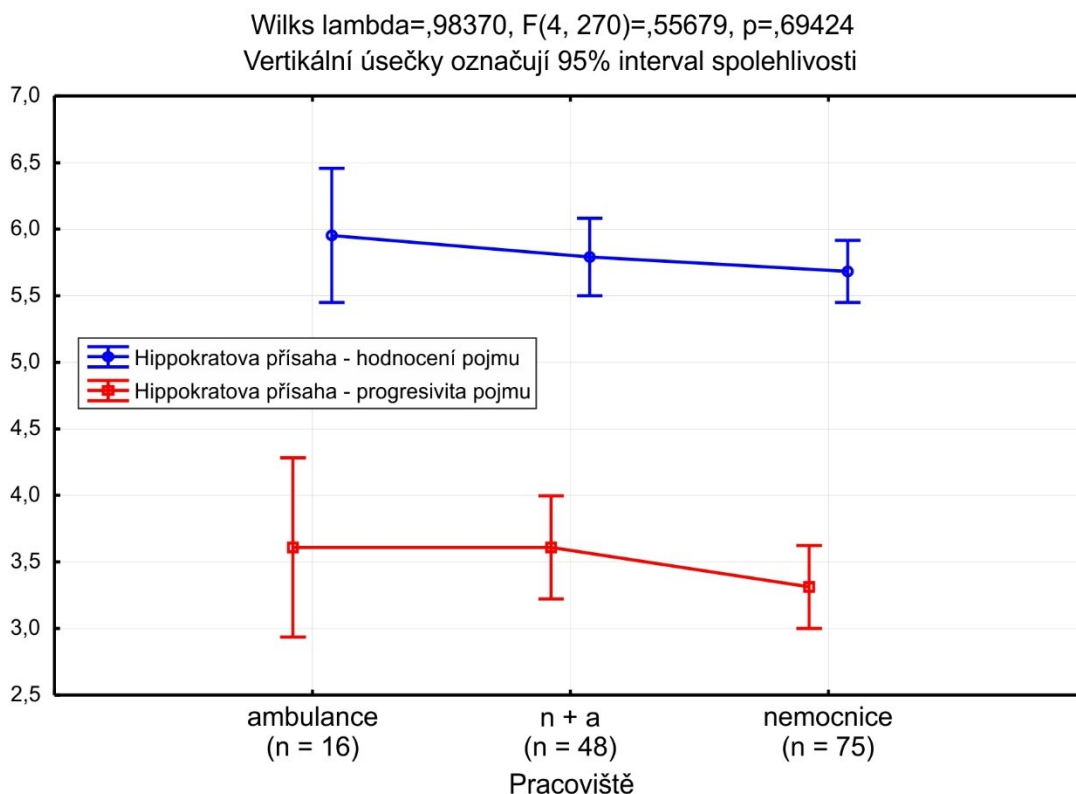 Wilks lambda=,98370, F(4, 270)=,55679, p=,69424
Vertikální úsečky označují 95% interval spolehlivosti
7,0
6,5
6,0
5,5
5,0
4,5
4,0
3,5
3,0
2,5
Hippokratova přísaha - hodnocení pojmu
Hippokratova přísaha - progresivita pojmu
ambulance n + a nemocnice
(n = 16) (n = 48) (n = 75)
Pracoviště